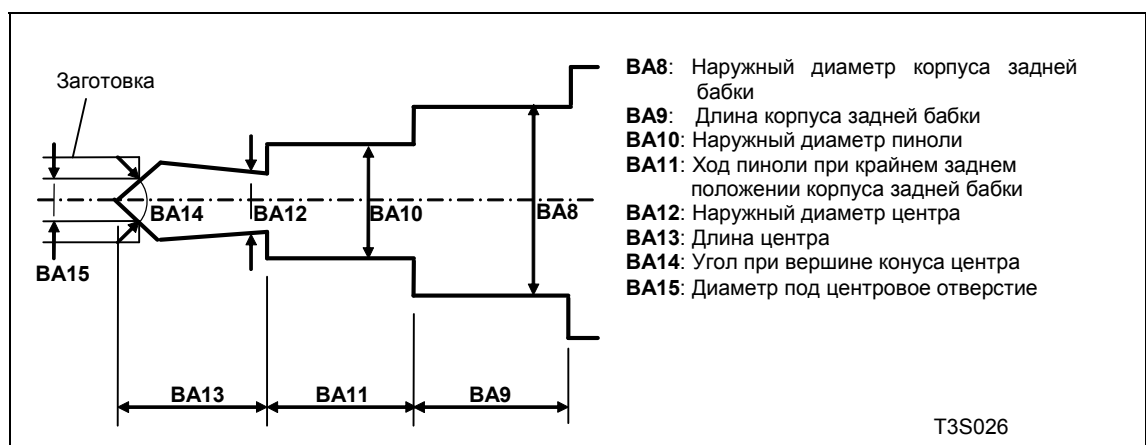 Заготовка
BA14
BA12
BA10
BA8
BA15
BA13
BA11
BA9
BA8: Наружный диаметр корпуса задней
бабки
BA9: Длина корпуса задней бабки
BA10: Наружный диаметр пиноли
BA11: Ход пиноли при крайнем заднем
положении корпуса задней бабки
BA12: Наружный диаметр центра
BA13: Длина центра
BA14: Угол при вершине конуса центра
BA15: Диаметр под центровое отверстие
T3S026